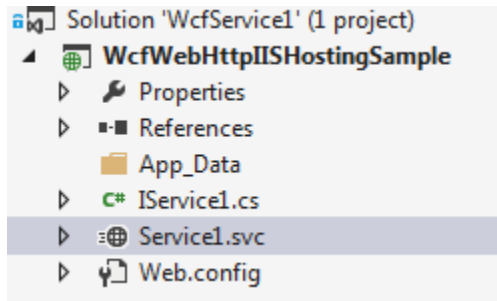 Solution 'WcfService1' (1 project)
WcfWebHttpIISHostingSample
Properties
References
App_Data
C# IService1.cs
Service1.svc
Web.config